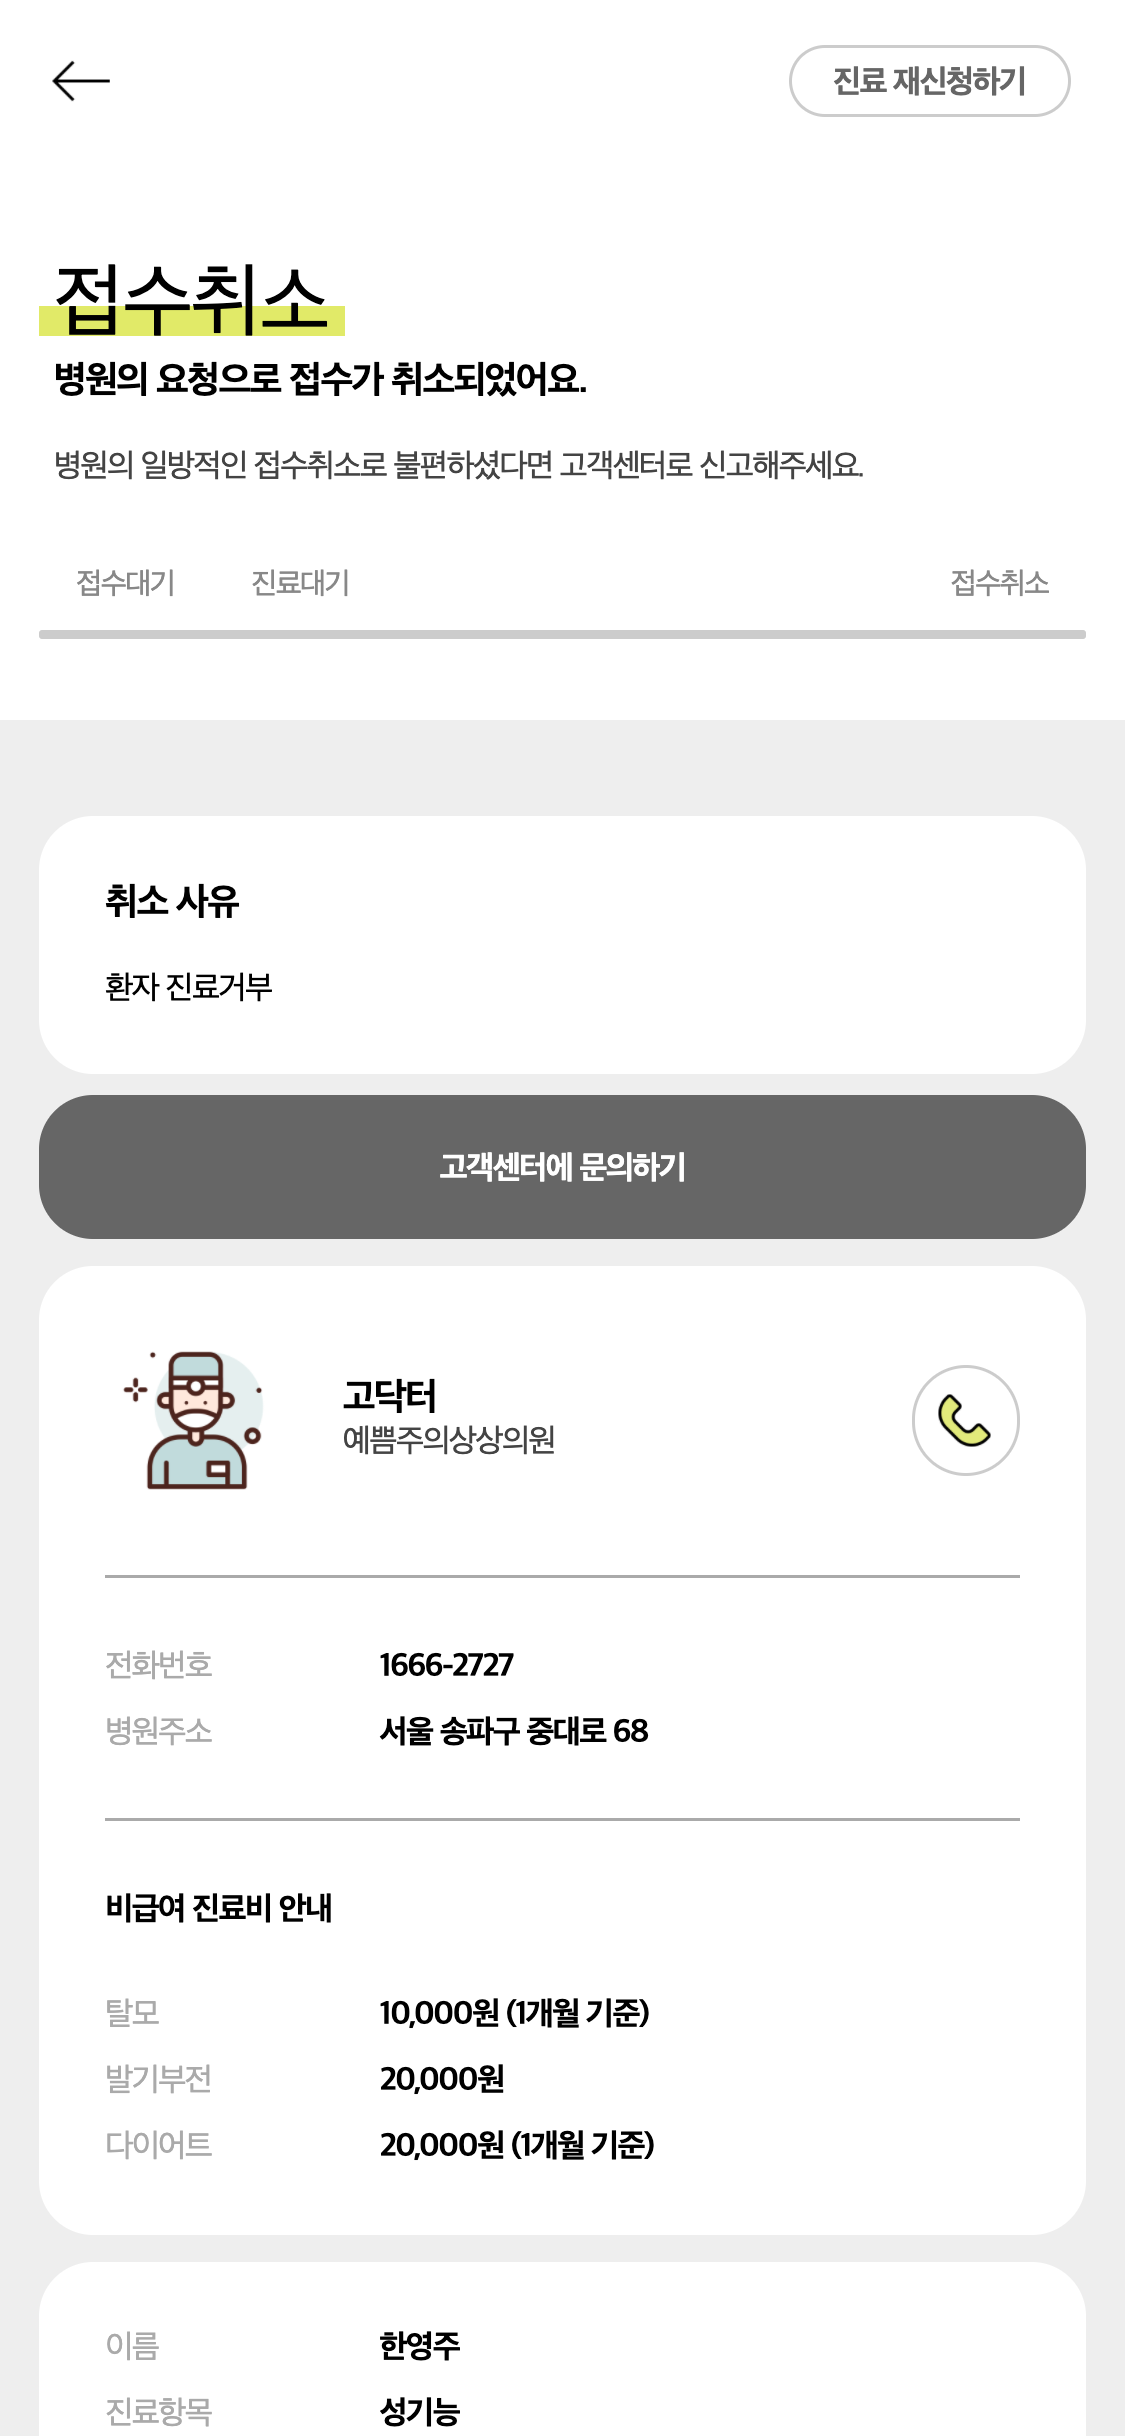 진료 재신청하기
접수취소
병원의 요청으로 접수가 취소되었어요.
병원의 일방적인 접수취소로 불편하셨다면 고객센터로 신고해주세요.
접수대기 진료대기 접수취소
취소 사유
환자 진료거부
고객센터에 문의하기
고닥터
예쁨주의상상의원
전화번호 1666-2727
병원주소 서울 송파구 중대로 68
비급여 진료비 안내
탈모 10,000원 (1개월 기준)
발기부전 20,000원
다이어트 20,000원 (1개월 기준)
이름 한영주
진료항목 성기능